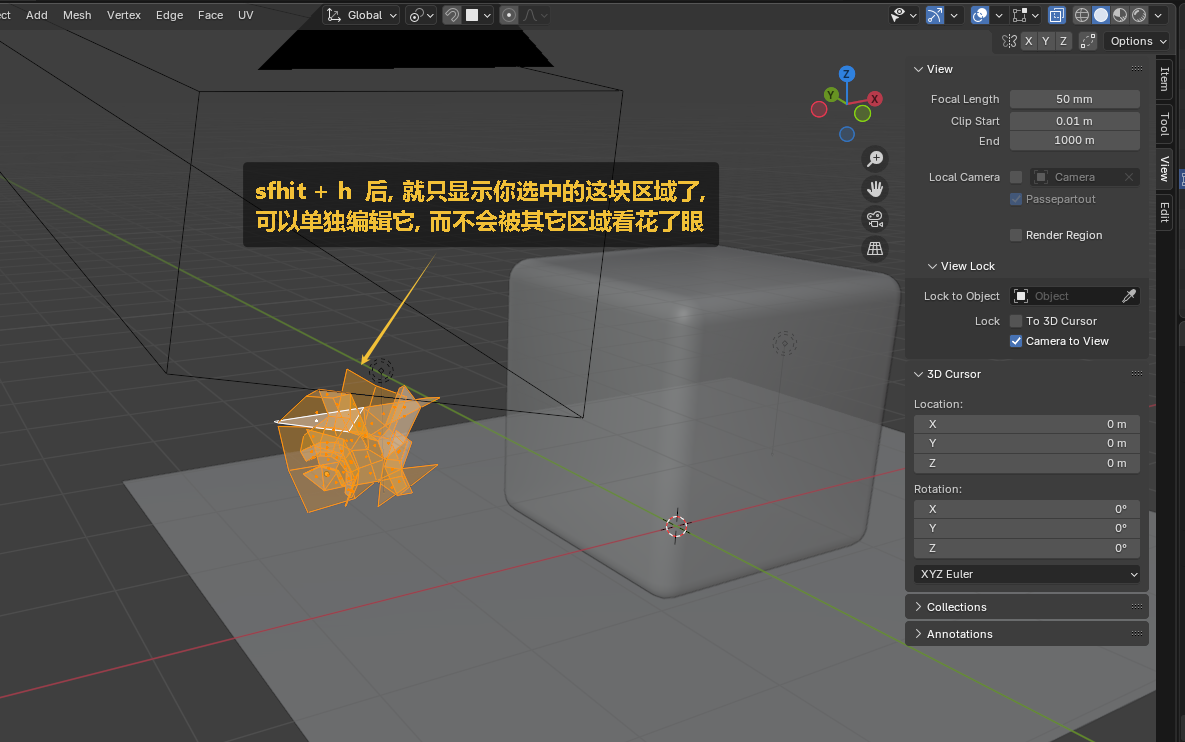 ect Add Mesh Vertex Edge Face UV Global
X Y Z Options
sfhit + h 后, 就只显示你选中的这块区域了,
可以单独编辑它, 而不会被其它区域看花了眼
Z
Y
X
View
Focal Length 50 mm
Clip Start 0.01 m
End 1000 m
Local Camera Camera
Passepartout
Render Region
View Lock
Lock to Object Object
Lock To 3D Cursor
Camera to View
3D Cursor
Location:
X 0 m
Y 0 m
Z 0 m
Rotation:
X 0°
Y 0°
Z 0°
XYZ Euler
Collections
Annotations
Item
Tool
View
Edit